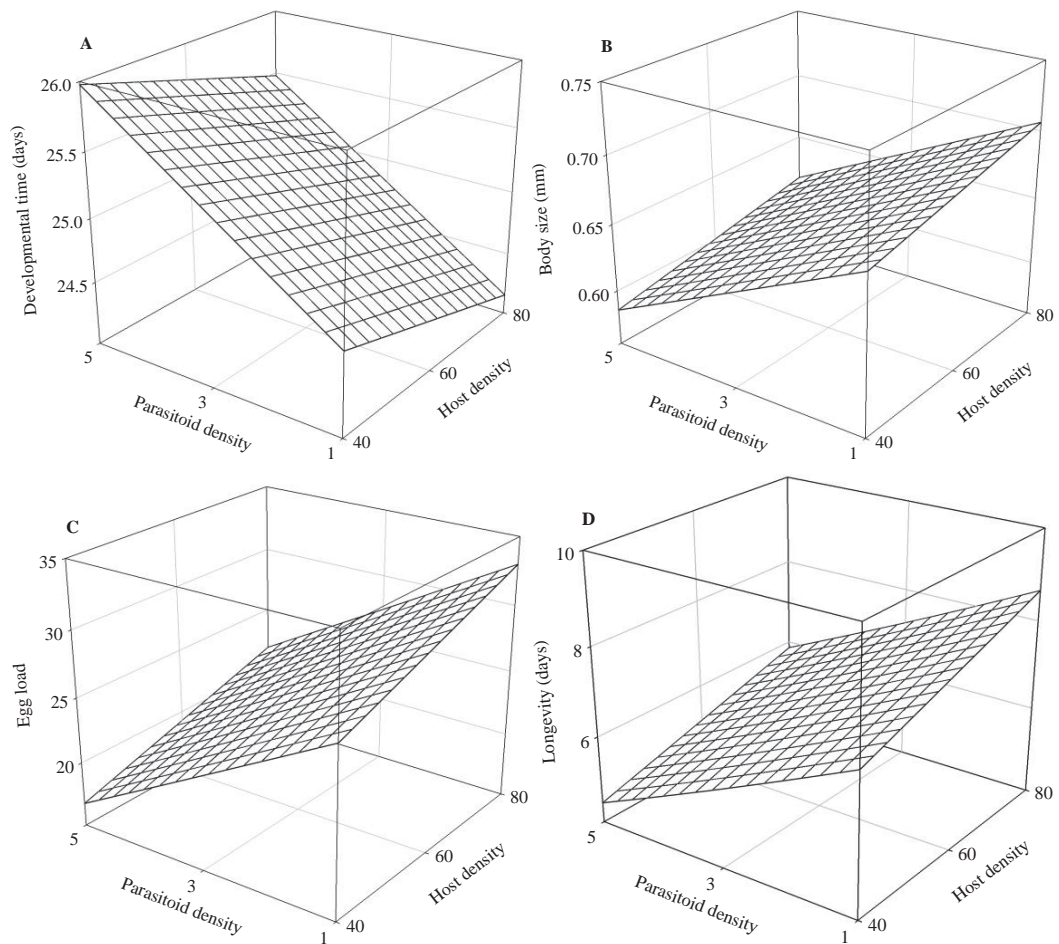 A
26.0
25.5
25.0
24.5
Developmental time (days)
5
3
1
Parasitoid density
40
60
80
Host density
B
0.75
0.70
0.65
0.60
Body size (mm)
5
3
1
Parasitoid density
40
60
80
Host density
C
35
30
25
20
Egg load
5
3
1
Parasitoid density
40
60
80
Host density
D
10
8
6
Longevity (days)
5
3
1
Parasitoid density
40
60
80
Host density